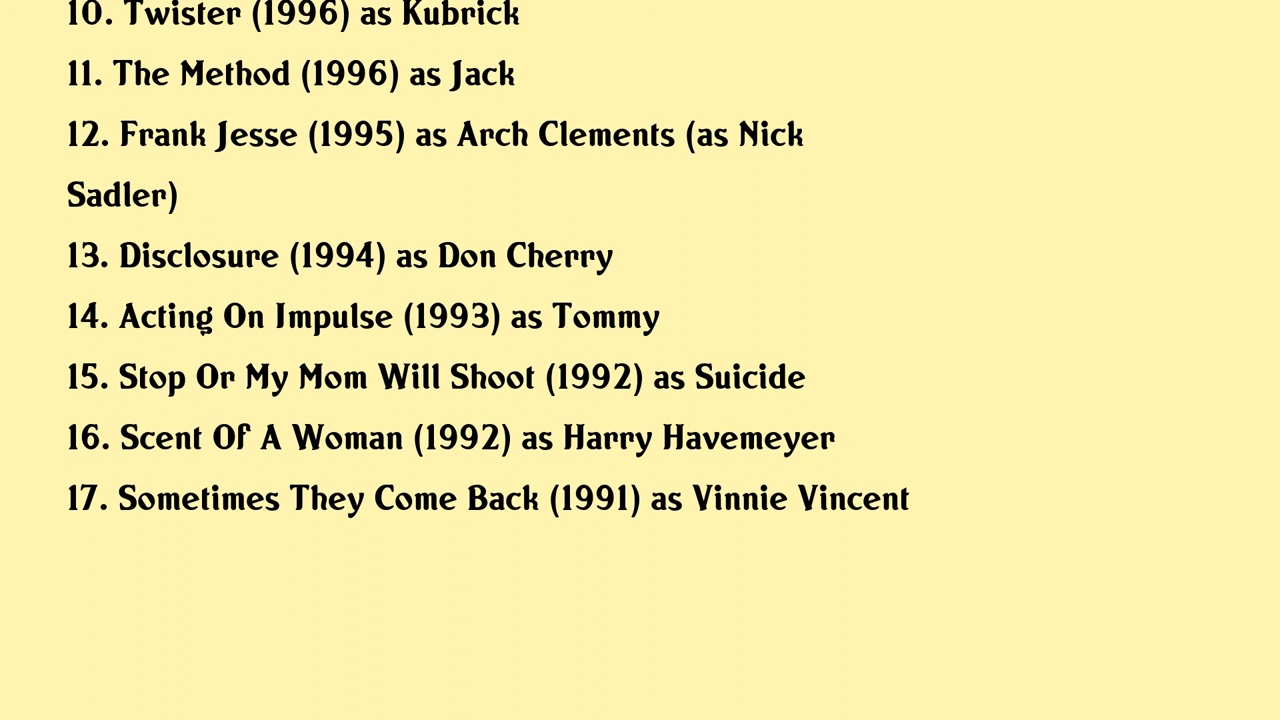 10. Twister (1996) as Kubrick
11. The Method (1996) as Jack
12. Frank Jesse (1995) as Arch Clements (as Nick
Sadler)
13. Disclosure (1994) as Don Cherry
14. Acting On Impulse (1993) as Tommy
15. Stop Or My Mom Will Shoot (1992) as Suicide
16. Scent Of A Woman (1992) as Harry Havemeyer
17. Sometimes They Come Back (1991) as Vinnie Vincent